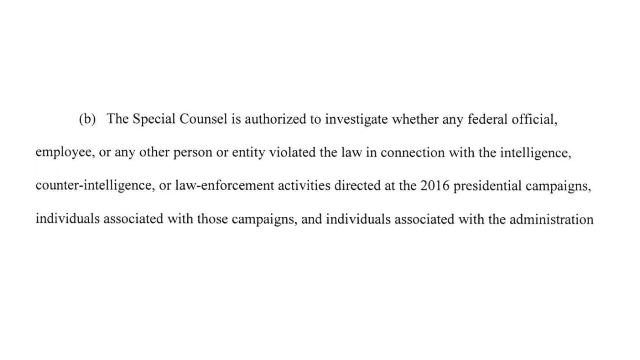 (b) The Special Counsel is authorized to investigate whether any federal official,
employee, or any other person or entity violated the law in connection with the intelligence,
counter-intelligence, or law-enforcement activities directed at the 2016 presidential campaigns,
individuals associated with those campaigns, and individuals associated with the administration